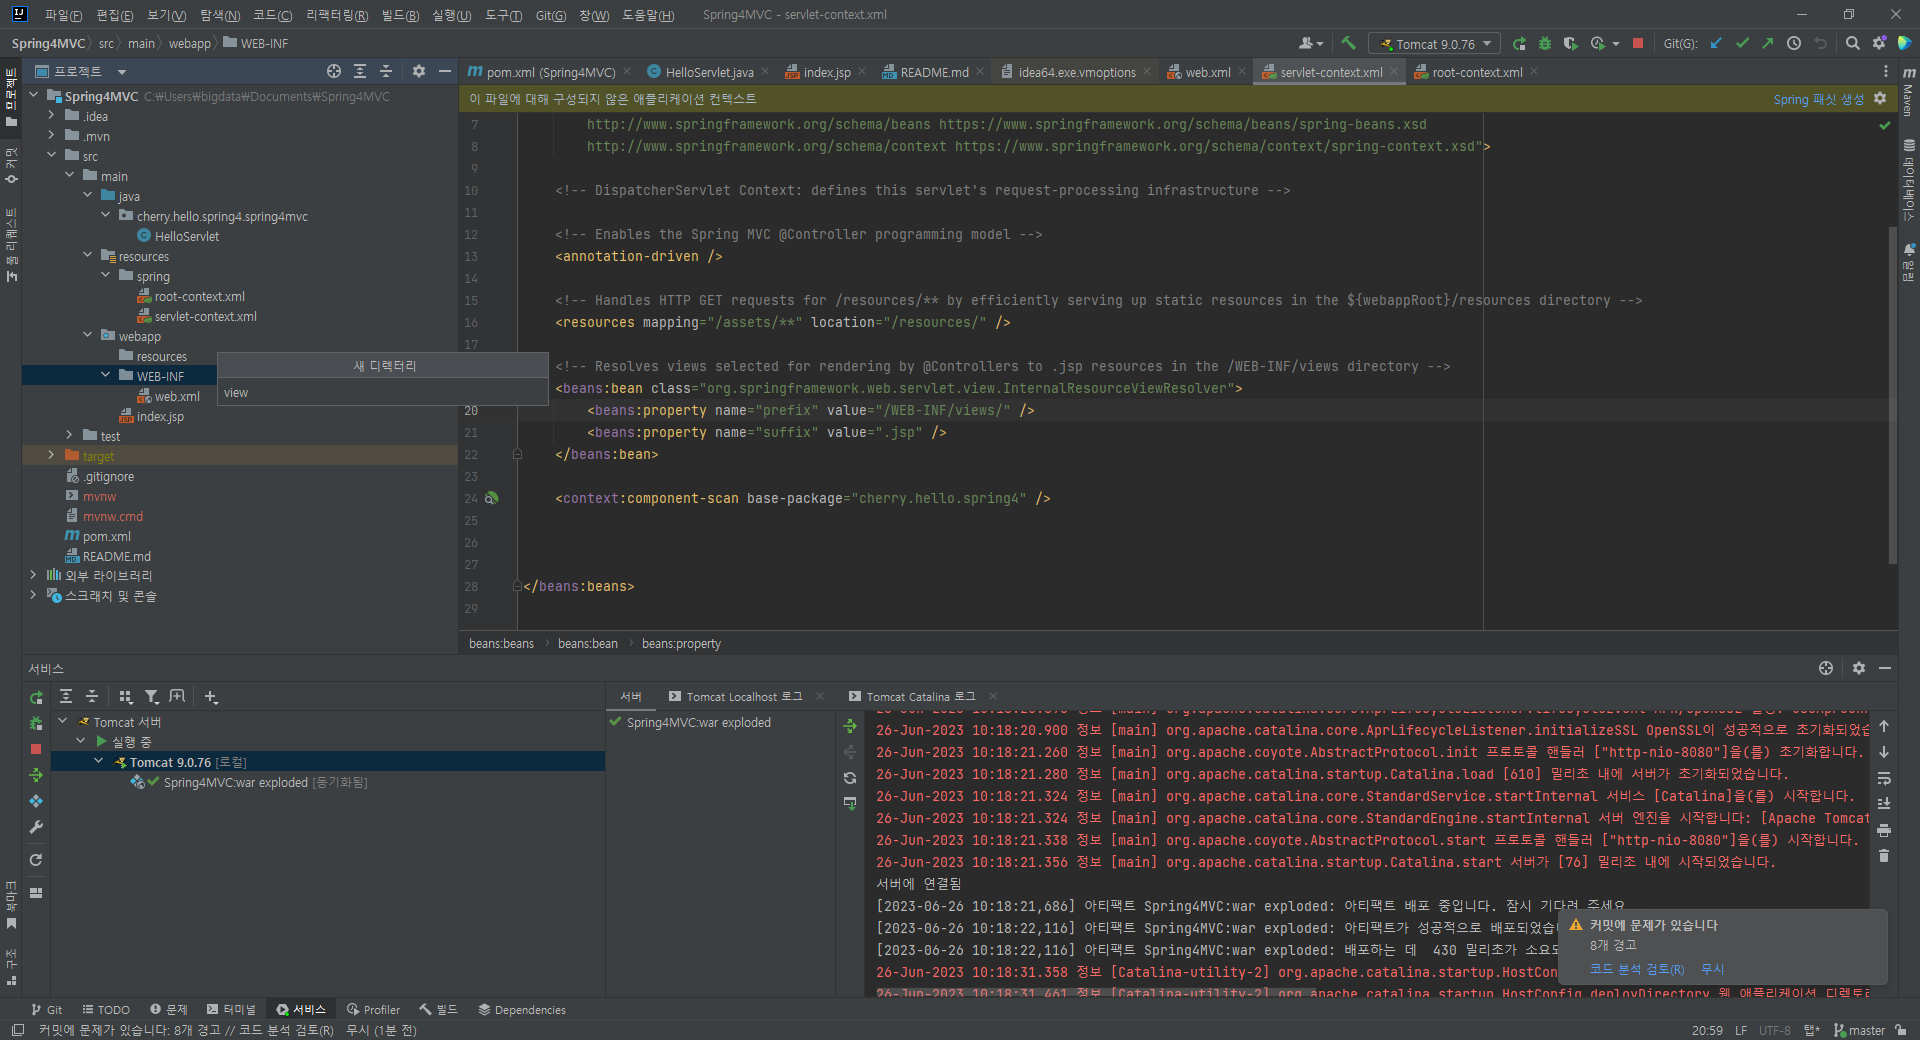 파일(F) 편집(E) 보기(V) 탐색(N) 코드(C) 리팩터링(R) 빌드(B) 실행(U) 도구(T) Git(G) 창(W) 도움말(H) Spring4MVC - servlet-context.xml
Spring4MVC src main webapp WEB-INF Tomcat 9.0.76 Git(G):
프로젝트
pom.xml (Spring4MVC) HelloServlet.java index.jsp README.md idea64.exe.vmoptions web.xml servlet-context.xml root-context.xml
Spring4MVC C:₩Users₩bigdata₩Documents₩Spring4MVC
.idea
.mvn
src
main
java
cherry.hello.spring4.spring4mvc
HelloServlet
resources
spring
root-context.xml
servlet-context.xml
webapp
resources
WEB-INF
web.xml
index.jsp
test
target
.gitignore
mvnw
mvnw.cmd
pom.xml
README.md
외부 라이브러리
스크래치 및 콘솔
새 디렉터리
view
이 파일에 대해 구성되지 않은 애플리케이션 컨텍스트 Spring 패싯 생성
7 http://www.springframework.org/schema/beans https://www.springframework.org/schema/beans/spring-beans.xsd
8 http://www.springframework.org/schema/context https://www.springframework.org/schema/context/spring-context.xsd">
9
10 <!-- DispatcherServlet Context: defines this servlet's request-processing infrastructure -->
11
12 <!-- Enables the Spring MVC @Controller programming model -->
13 <annotation-driven />
14
15 <!-- Handles HTTP GET requests for /resources/** by efficiently serving up static resources in the ${webappRoot}/resources directory -->
16 <resources mapping="/assets/**" location="/resources/" />
17
<!-- Resolves views selected for rendering by @Controllers to .jsp resources in the /WEB-INF/views directory -->
<beans:bean class="org.springframework.web.servlet.view.InternalResourceViewResolver">
20 <beans:property name="prefix" value="/WEB-INF/views/" />
21 <beans:property name="suffix" value=".jsp" />
22 </beans:bean>
23
24 <context:component-scan base-package="cherry.hello.spring4" />
25
26
27
28 </beans:beans>
29
beans:beans beans:bean beans:property
서비스
Tomcat 서버
실행 중
Tomcat 9.0.76 [로컬]
Spring4MVC:war exploded [동기화됨]
서버 Tomcat Localhost 로그 Tomcat Catalina 로그
Spring4MVC:war exploded
26-Jun-2023 10:18:20.900 정보 [main] org.apache.catalina.core.AprLifecycleListener.initializeSSL OpenSSL이 성공적으로 초기화되었습
26-Jun-2023 10:18:21.260 정보 [main] org.apache.coyote.AbstractProtocol.init 프로토콜 핸들러 ["http-nio-8080"]을(를) 초기화합니다.
26-Jun-2023 10:18:21.280 정보 [main] org.apache.catalina.startup.Catalina.load [610] 밀리초 내에 서버가 초기화되었습니다.
26-Jun-2023 10:18:21.324 정보 [main] org.apache.catalina.core.StandardService.startInternal 서비스 [Catalina]을(를) 시작합니다.
26-Jun-2023 10:18:21.324 정보 [main] org.apache.catalina.core.StandardEngine.startInternal 서버 엔진을 시작합니다: [Apache Tomcat
26-Jun-2023 10:18:21.338 정보 [main] org.apache.coyote.AbstractProtocol.start 프로토콜 핸들러 ["http-nio-8080"]을(를) 시작합니다.
26-Jun-2023 10:18:21.356 정보 [main] org.apache.catalina.startup.Catalina.start 서버가 [76] 밀리초 내에 시작되었습니다.
서버에 연결됨
[2023-06-26 10:18:21,686] 아티팩트 Spring4MVC:war exploded: 아티팩트 배포 중입니다. 잠시 기다려 주세요
[2023-06-26 10:18:22,116] 아티팩트 Spring4MVC:war exploded: 아티팩트가 성공적으로 배포되었습
[2023-06-26 10:18:22,116] 아티팩트 Spring4MVC:war exploded: 배포하는 데 430 밀리초가 소요되
26-Jun-2023 10:18:31.358 정보 [Catalina-utility-2] org.apache.catalina.startup.HostCon
26-Jun-2023 10:18:31.461 정보 [Catalina-utility-2] org.apache.catalina.startup.HostConfig.deployDirectory 웹 애플리케이션 디렉토리
커밋에 문제가 있습니다
8개 경고
코드 분석 검토(R) 무시
프로젝트
커밋
풀 리퀘스트
북마크
구조
Maven
데이터베이스
알림
Git TODO 문제 터미널 서비스 Profiler 빌드 Dependencies
커밋에 문제가 있습니다: 8개 경고 // 코드 분석 검토(R) 무시 (1분 전) 20:59 LF UTF-8 탭* master